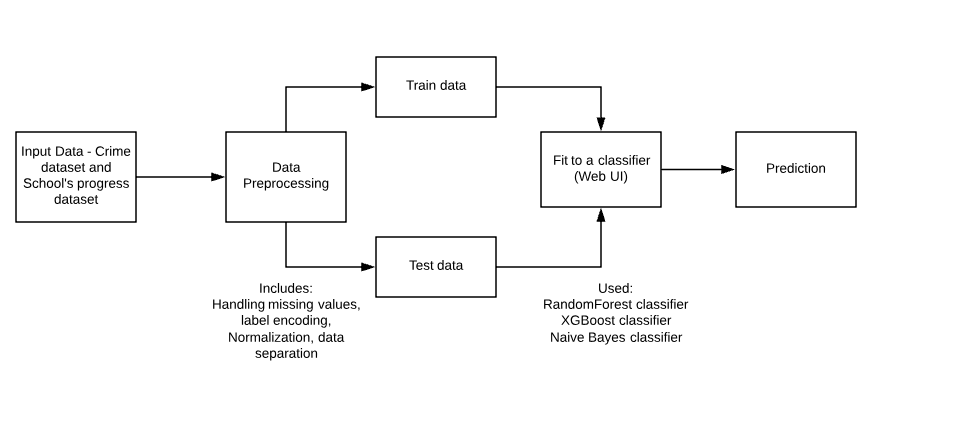 Train data
Input Data - Crime
dataset and
School's progress
dataset
Data
Preprocessing
Fit to a classifier
(Web UI)
Prediction
Test data
Includes:
Handling missing values,
label encoding,
Normalization, data
separation
Used:
RandomForest classifier
XGBoost classifier
Naive Bayes classifier